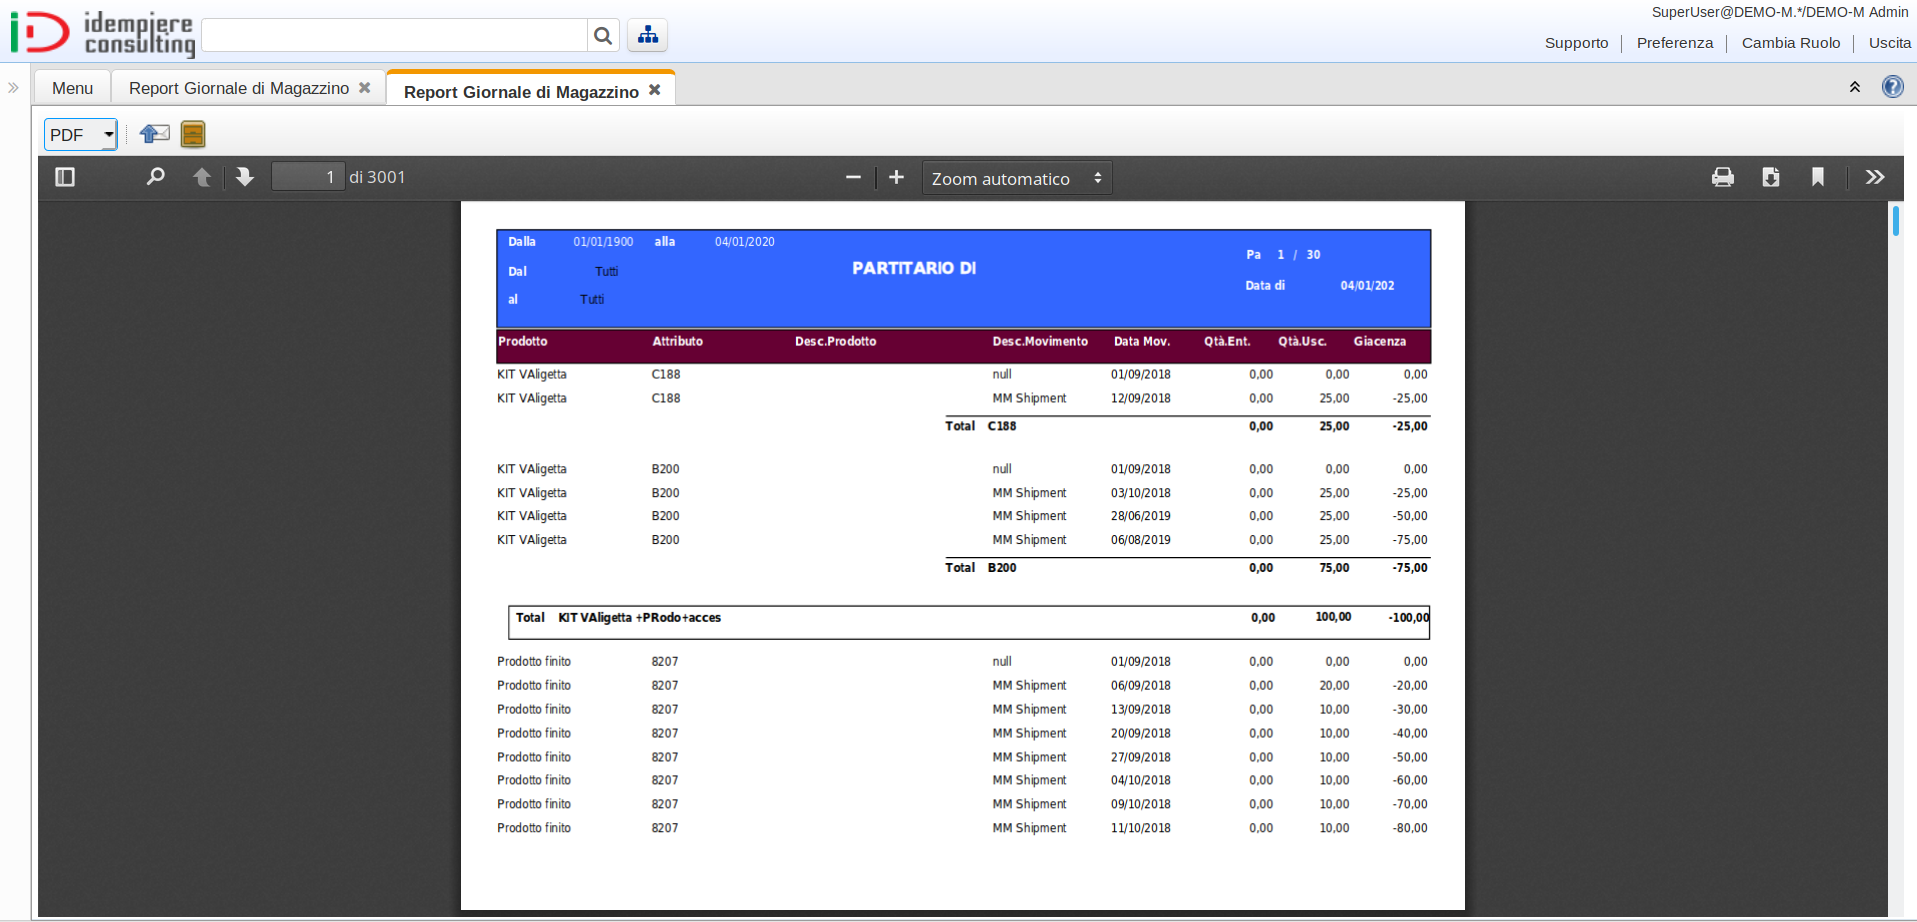 idempiere
consulting
SuperUser@DEMO-M.*/DEMO-M Admin
Supporto Preferenza Cambia Ruolo Uscita
Menu Report Giornale di Magazzino Report Giornale di Magazzino
PDF
1 di 3001 Zoom automatico
Dalla 01/01/1900 alla 04/01/2020
Pa 1 / 30
PARTITARIO DI
Dal Tutti
Data di 04/01/202
al Tutti
Prodotto Attributo Desc.Prodotto Desc.Movimento Data Mov. Qtà.Ent. Qtà.Usc. Giacenza
KIT VAligetta C188 null 01/09/2018 0,00 0,00 0,00
KIT VAligetta C188 MM Shipment 12/09/2018 0,00 25,00 -25,00
Total C188 0,00 25,00 -25,00
KIT VAligetta B200 null 01/09/2018 0,00 0,00 0,00
KIT VAligetta B200 MM Shipment 03/10/2018 0,00 25,00 -25,00
KIT VAligetta B200 MM Shipment 28/06/2019 0,00 25,00 -50,00
KIT VAligetta B200 MM Shipment 06/08/2019 0,00 25,00 -75,00
Total B200 0,00 75,00 -75,00
Total KIT VAligetta +PRodo+acces 0,00 100,00 -100,00
Prodotto finito 8207 null 01/09/2018 0,00 0,00 0,00
Prodotto finito 8207 MM Shipment 06/09/2018 0,00 20,00 -20,00
Prodotto finito 8207 MM Shipment 13/09/2018 0,00 10,00 -30,00
Prodotto finito 8207 MM Shipment 20/09/2018 0,00 10,00 -40,00
Prodotto finito 8207 MM Shipment 27/09/2018 0,00 10,00 -50,00
Prodotto finito 8207 MM Shipment 04/10/2018 0,00 10,00 -60,00
Prodotto finito 8207 MM Shipment 09/10/2018 0,00 10,00 -70,00
Prodotto finito 8207 MM Shipment 11/10/2018 0,00 10,00 -80,00